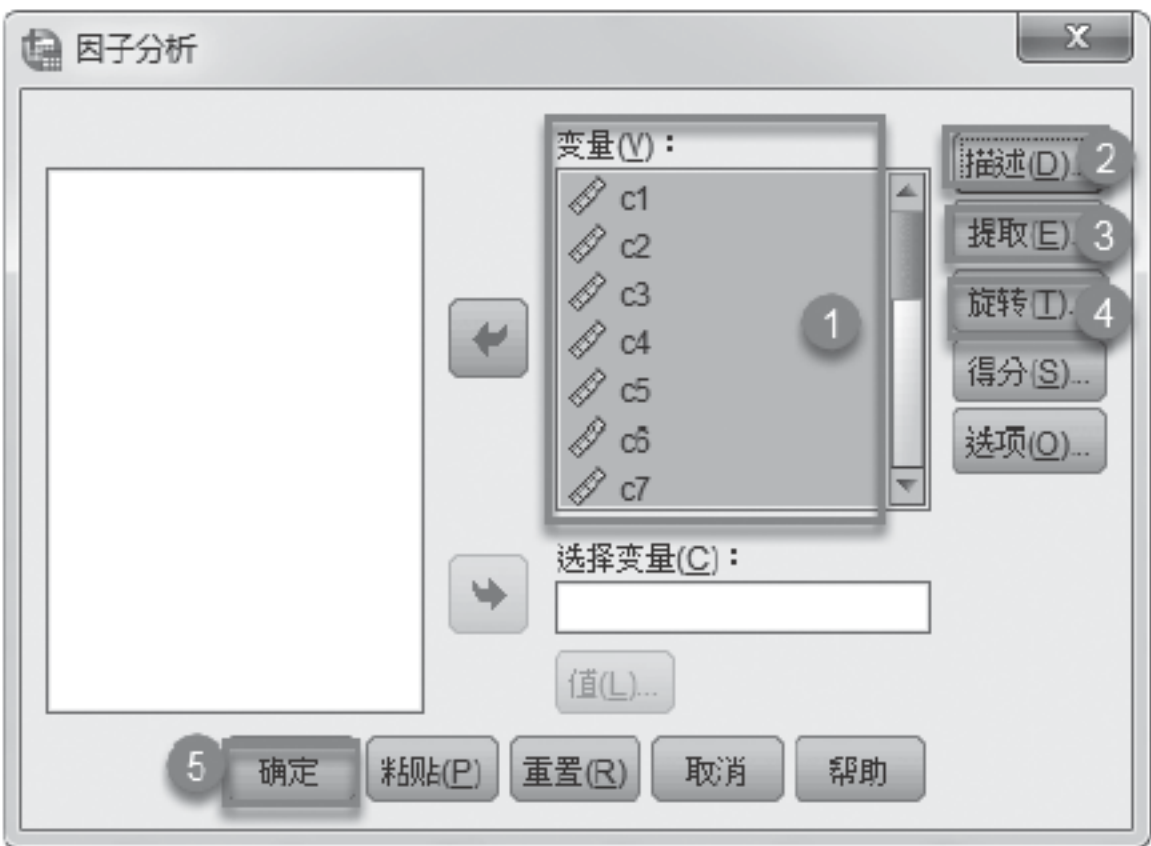 因子分析
x
变量(V)：
c1
c2
c3
c4
c5
c6
c7
1
描述(D)..
2
提取(E).
3
旋转(T).
4
得分(S)...
选项(O)...
选择变量(C)：
值(L)...
5
确定
粘贴(P)
重置(R)
取消
帮助